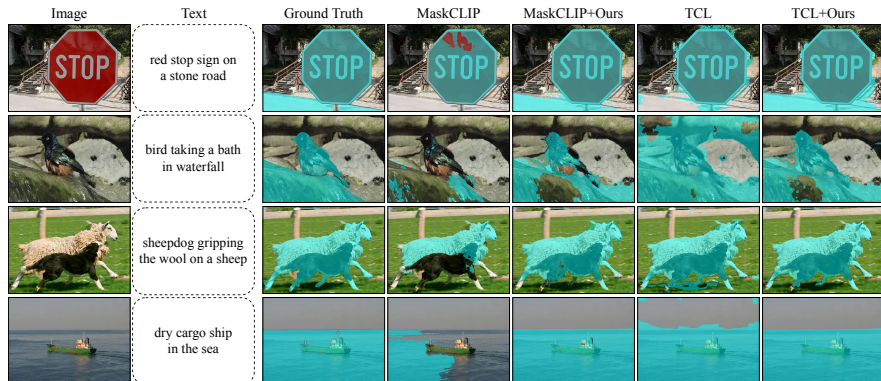 Image Text Ground Truth MaskCLIP MaskCLIP+Ours TCL TCL+Ours
STOP
red stop sign on
a stone road
STOP STOP STOP STOP STOP
bird taking a bath
in waterfall
sheepdog gripping
the wool on a sheep
dry cargo ship
in the sea